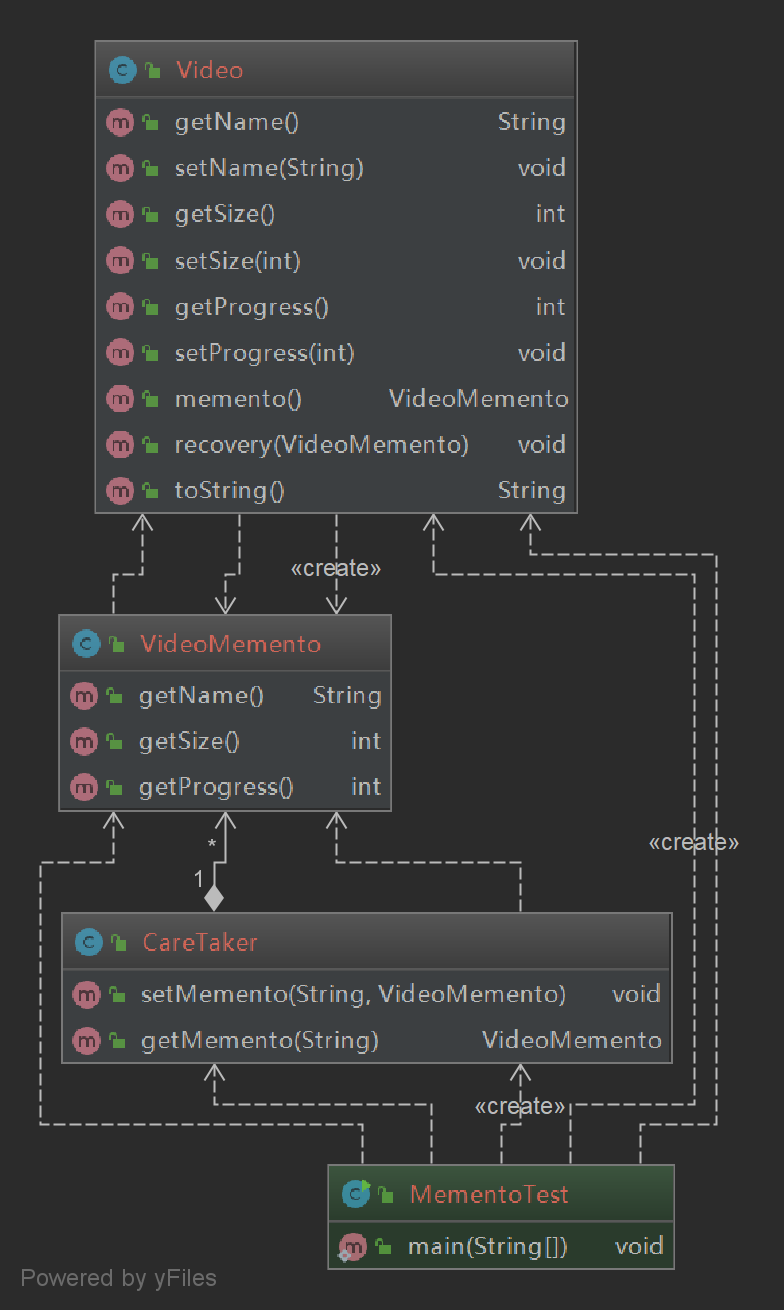 Video
getName() String
setName(String) void
getSize() int
setSize(int) void
getProgress() int
setProgress(int) void
memento() VideoMemento
recovery(VideoMemento) void
toString() String
«create»
VideoMemento
getName() String
getSize() int
getProgress() int
*
«create»
1
CareTaker
setMemento(String, VideoMemento) void
getMemento(String) VideoMemento
«create»
MementoTest
main(String[]) void
Powered by yFiles